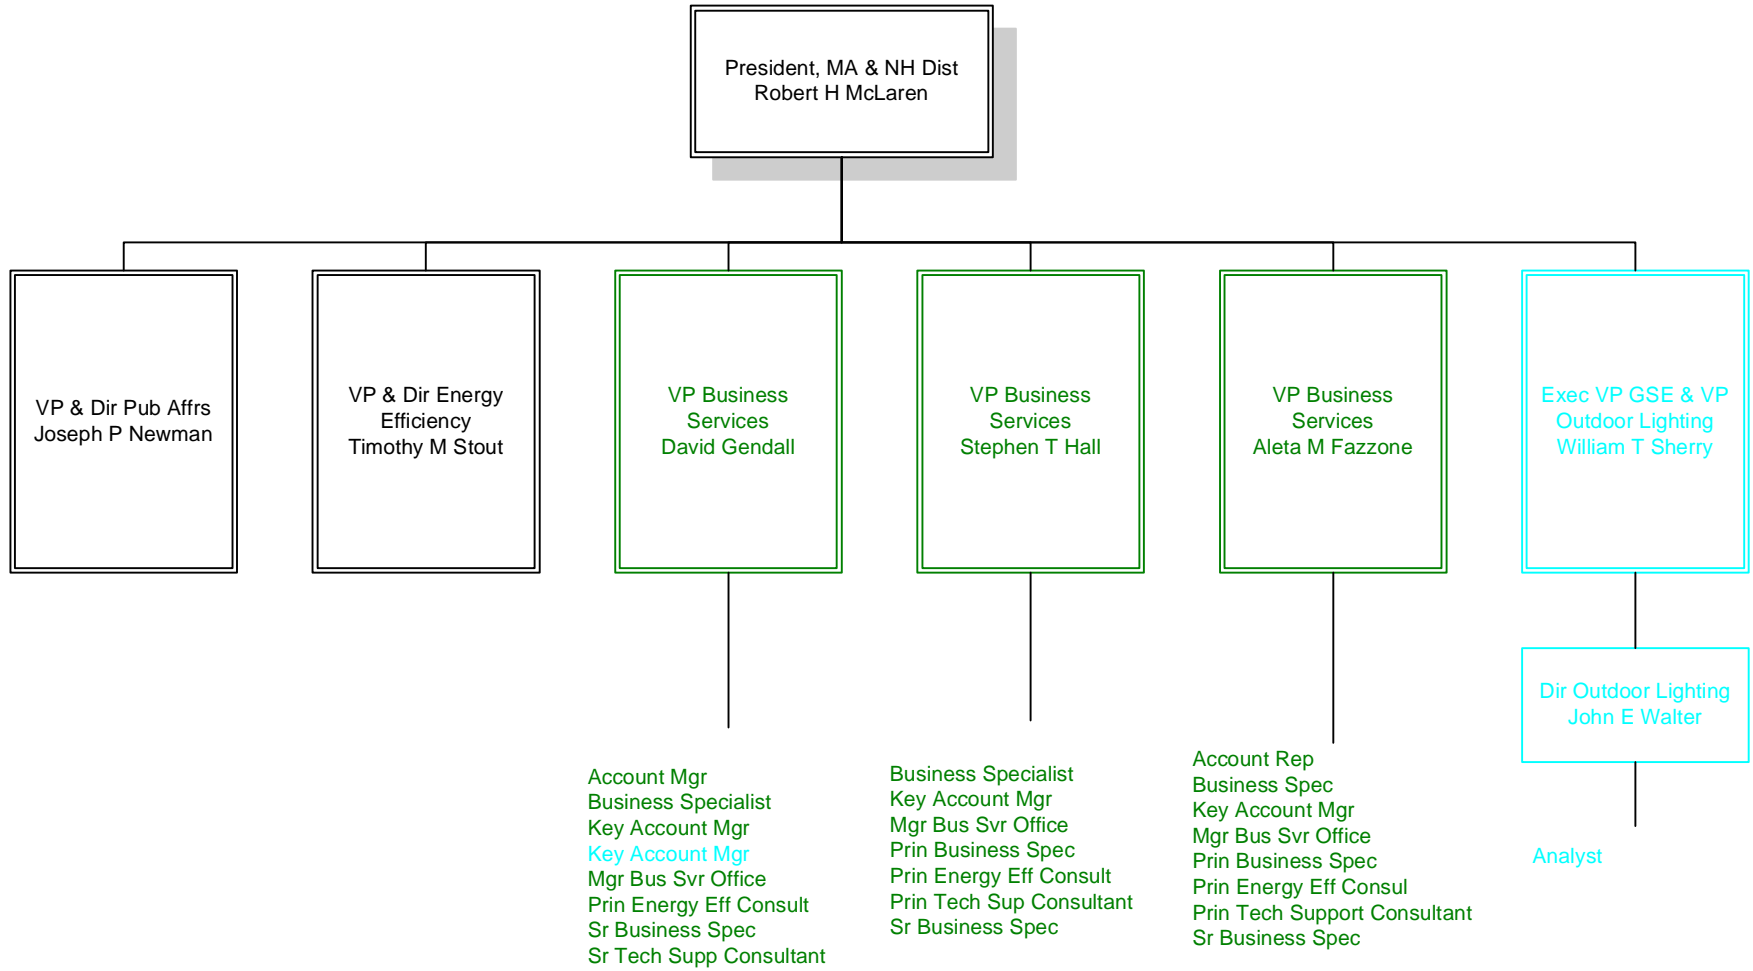 President, MA & NH Dist
Robert H McLaren
VP & Dir Pub Affrs
Joseph P Newman
VP & Dir Energy
Efficiency
Timothy M Stout
VP Business
Services
David Gendall
VP Business
Services
Stephen T Hall
VP Business
Services
Aleta M Fazzone
Exec VP GSE & VP
Outdoor Lighting
William T Sherry
Dir Outdoor Lighting
John E Walter
Account Mgr
Business Specialist
Key Account Mgr
Key Account Mgr
Mgr Bus Svr Office
Prin Energy Eff Consult
Sr Business Spec
Sr Tech Supp Consultant
Business Specialist
Key Account Mgr
Mgr Bus Svr Office
Prin Business Spec
Prin Energy Eff Consult
Prin Tech Sup Consultant
Sr Business Spec
Account Rep
Business Spec
Key Account Mgr
Mgr Bus Svr Office
Prin Business Spec
Prin Energy Eff Consul
Prin Tech Support Consultant
Sr Business Spec
Analyst